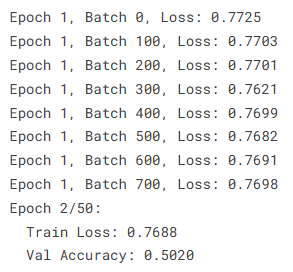 Epoch 1, Batch 0, Loss: 0.7725
Epoch 1, Batch 100, Loss: 0.7703
Epoch 1, Batch 200, Loss: 0.7701
Epoch 1, Batch 300, Loss: 0.7621
Epoch 1, Batch 400, Loss: 0.7699
Epoch 1, Batch 500, Loss: 0.7682
Epoch 1, Batch 600, Loss: 0.7691
Epoch 1, Batch 700, Loss: 0.7698
Epoch 2/50:
  Train Loss: 0.7688
  Val Accuracy: 0.5020